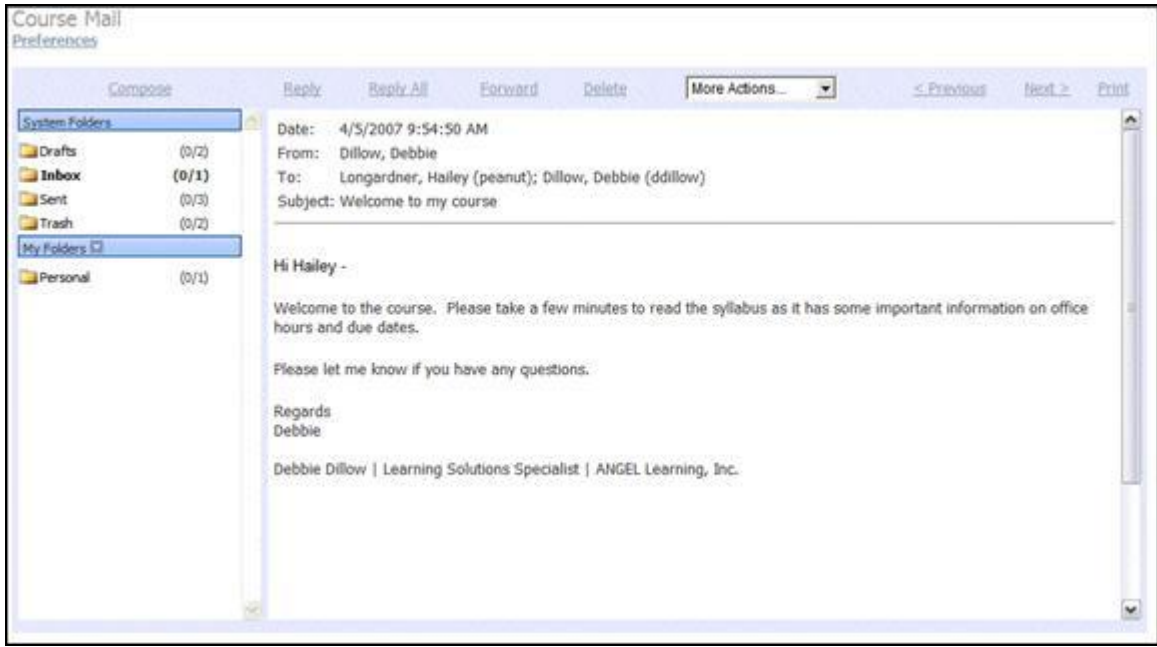 Course Mail
Preferences
Compose Reply Reply All Forward Delete More Actions... < Previous Next > Print
System Folders
Drafts (0/2)
Inbox (0/1)
Sent (0/3)
Trash (0/2)
My Folders
Personal (0/1)
Date: 4/5/2007 9:54:50 AM
From: Dillow, Debbie
To: Longardner, Hailey (peanut); Dillow, Debbie (ddillow)
Subject: Welcome to my course
Hi Hailey -
Welcome to the course. Please take a few minutes to read the syllabus as it has some important information on office
hours and due dates.
Please let me know if you have any questions.
Regards
Debbie
Debbie Dillow | Learning Solutions Specialist | ANGEL Learning, Inc.